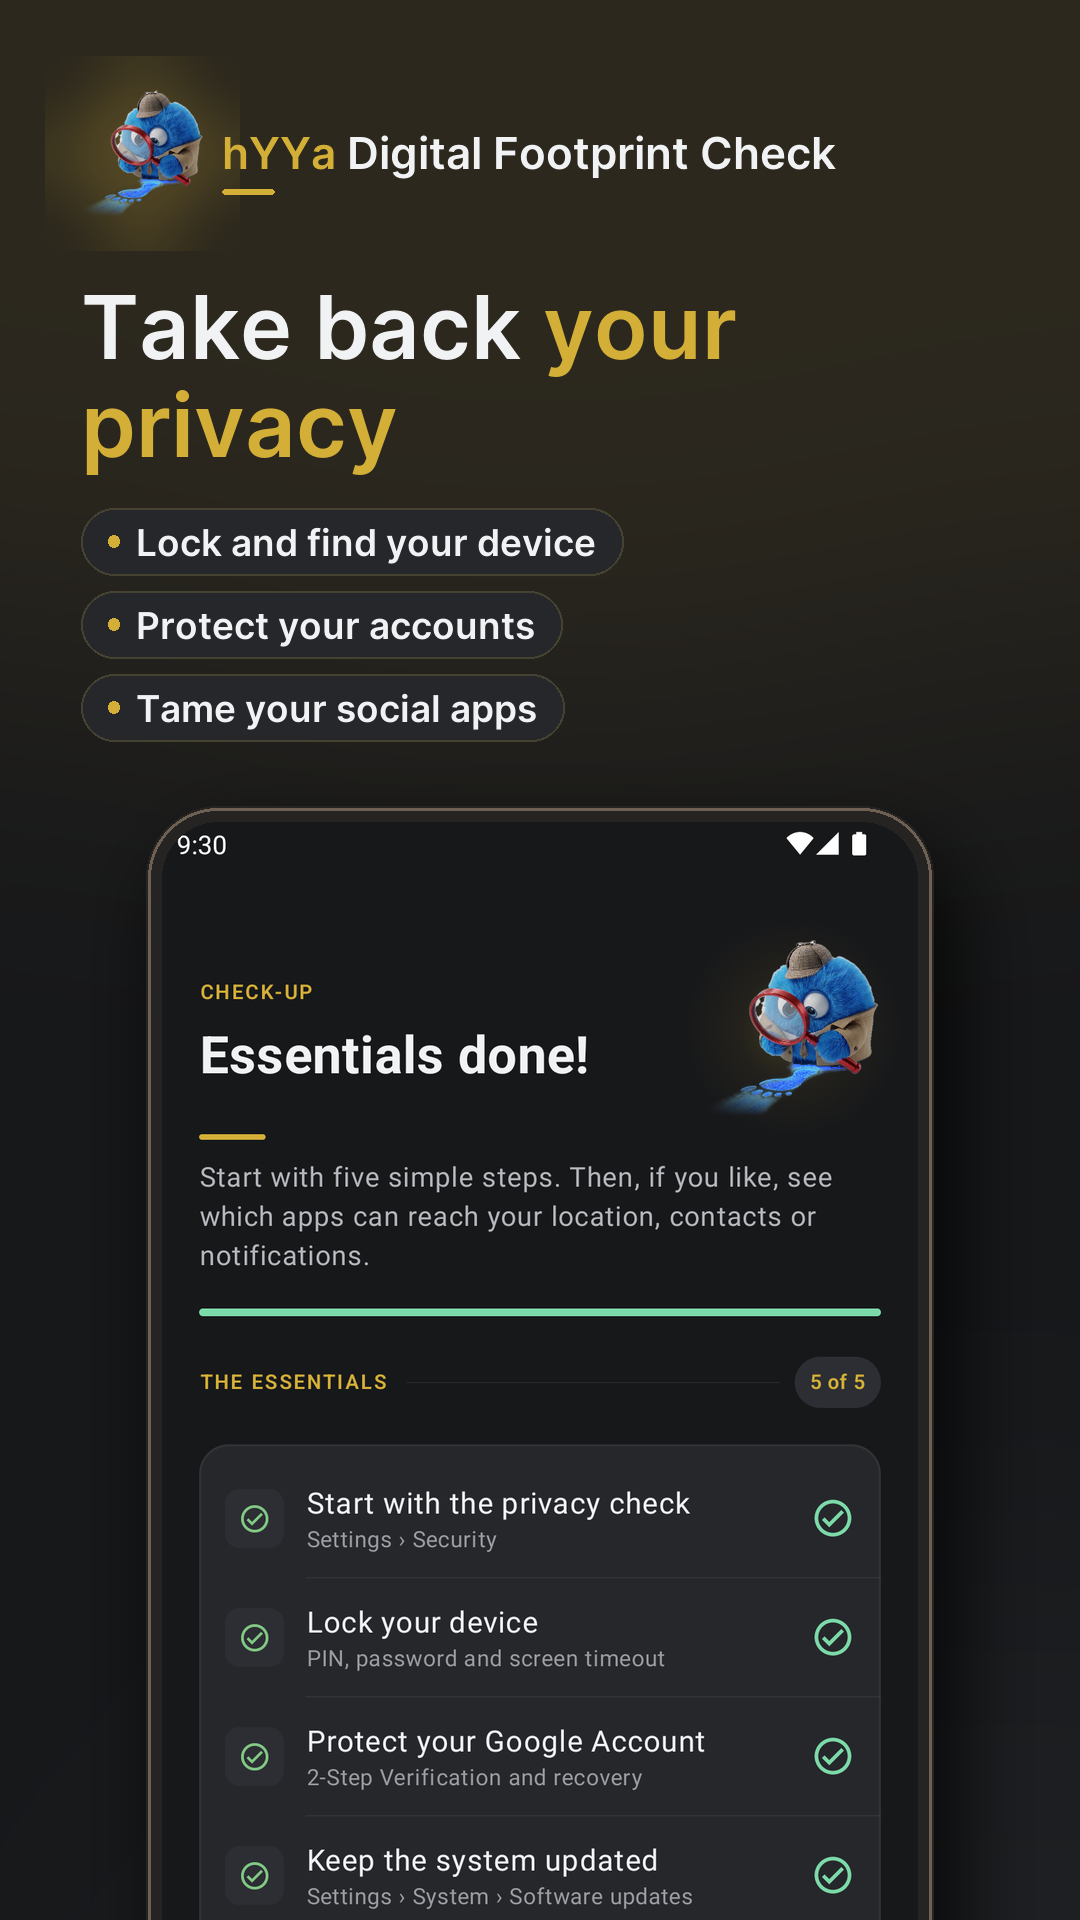 hYYa Digital Footprint Check
Take back your
privacy
Lock and find your device
Protect your accounts
Tame your social apps
9:30
CHECK-UP
Essentials done!
Start with five simple steps. Then, if you like, see
which apps can reach your location, contacts or
notifications.
THE ESSENTIALS
5 of 5
Start with the privacy check
Settings › Security
Lock your device
PIN, password and screen timeout
Protect your Google Account
2-Step Verification and recovery
Keep the system updated
Settings › System › Software updates